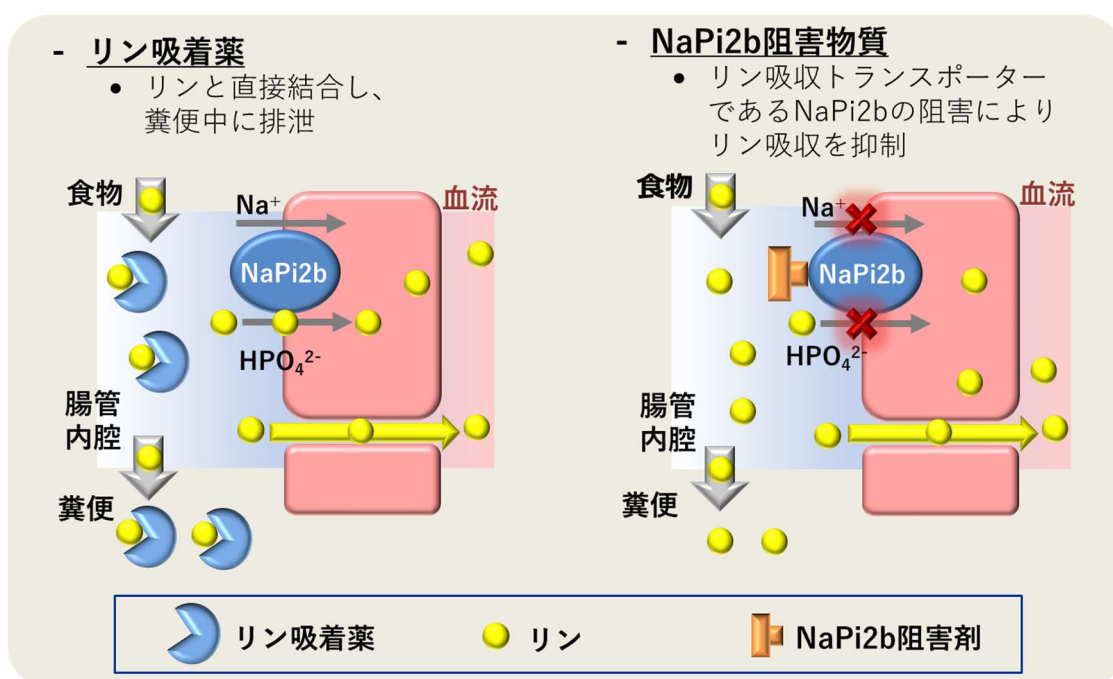 - リン吸着薬
• リンと直接結合し、
糞便中に排泄
食物
Na⁺
血流
NaPi2b
HPO₄²⁻
腸管
内腔
糞便
- NaPi2b阻害物質
• リン吸収トランスポーター
であるNaPi2bの阻害により
リン吸収を抑制
食物
Na⁺
血流
NaPi2b
HPO₄²⁻
腸管
内腔
糞便
リン吸着薬
リン
NaPi2b阻害剤